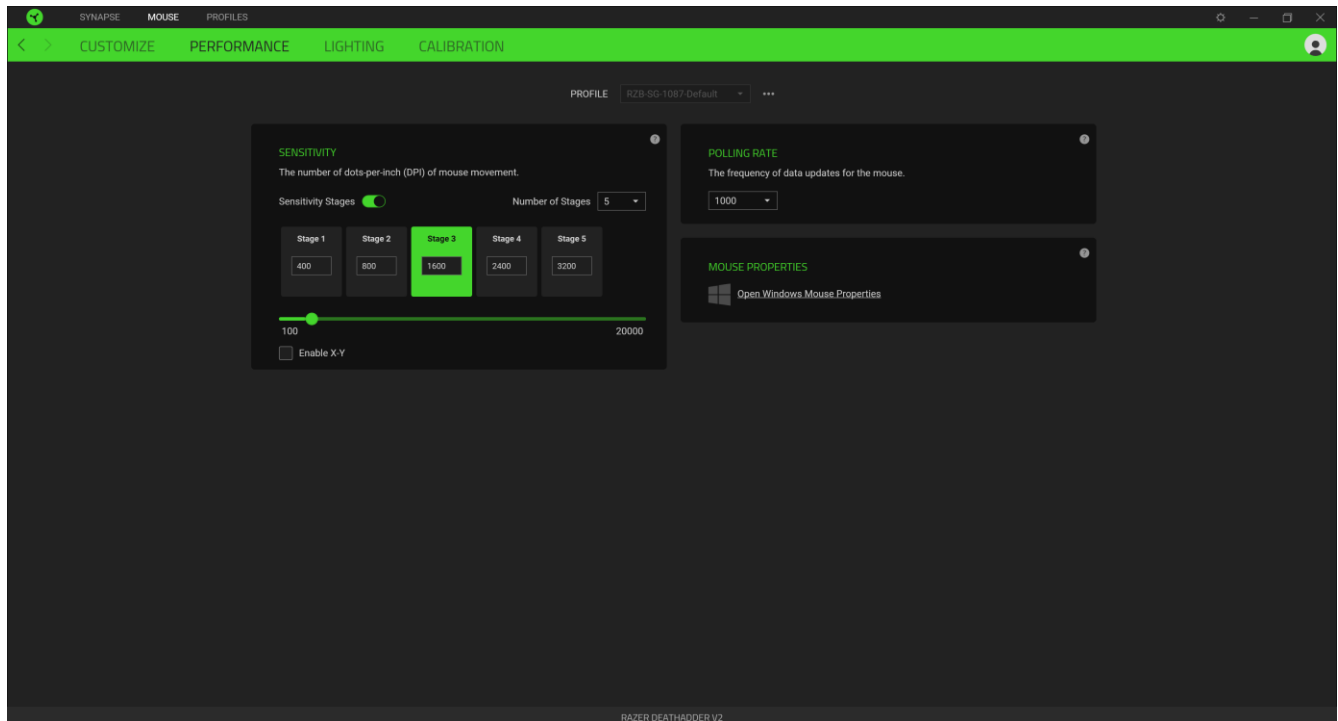 SYNAPSE MOUSE PROFILES
CUSTOMIZE PERFORMANCE LIGHTING CALIBRATION
PROFILE RZB-SG-1087-Default
SENSITIVITY
The number of dots-per-inch (DPI) of mouse movement.
Sensitivity Stages Number of Stages 5
Stage 1 Stage 2 Stage 3 Stage 4 Stage 5
400 800 1600 2400 3200
100 20000
Enable X-Y
POLLING RATE
The frequency of data updates for the mouse.
1000
MOUSE PROPERTIES
Open Windows Mouse Properties
RAZER DEATHADDER V2